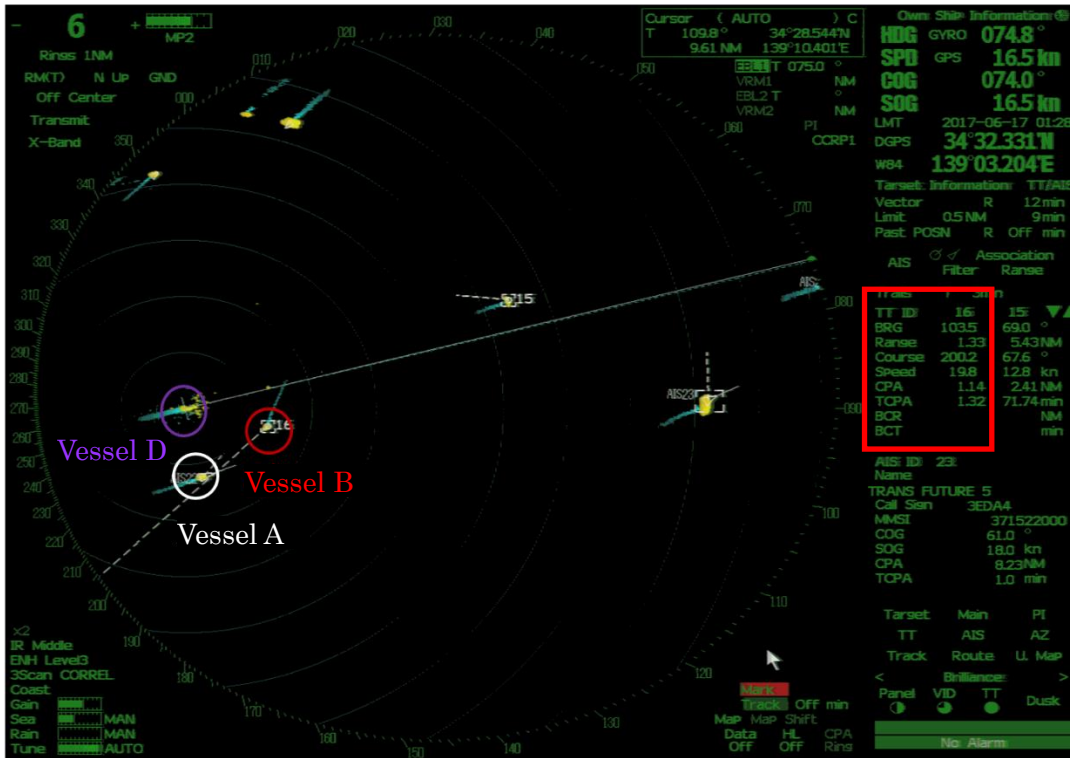 - 6 +
MP2
Rings 1NM
RM(T) N Up GND
Off Center
Transmit
X-Band
Cursor ( AUTO ) C
T 109.8° 34°28.544'N
9.61 NM 139°10.401'E
EBL1 T 075.0 °
VRM1 NM
EBL2 T °
VRM2 NM
PI
CCRP1
Own Ship Information
HDG GYRO 074.8 °
SPD GPS 16.5 kn
COG 074.0 °
SOG 16.5 kn
LMT 2017-06-17 01:28
DGPS 34°32.331'N
W84 139°03.204'E
Target Information TT/AIS
Vector R 12 min
Limit 0.5 NM 9 min
Past POSN R Off min
AIS Association
Filter Range
Trails
TT ID 16 15
BRG 103.5 69.0 °
Range 1.33 5.43 NM
Course 200.2 67.6 °
Speed 19.8 12.8 kn
CPA 1.14 2.41 NM
TCPA 1.32 71.74 min
BCR NM
BCT min
AIS ID 23
Name
TRANS FUTURE 5
Call Sign 3EDA4
MMSI 371522000
COG 61.0 °
SOG 18.0 kn
CPA 8.23 NM
TCPA 1.0 min
Target Main PI
TT AIS AZ
Track Route U. Map
< Brilliance >
Panel VID TT Dusk
No Alarm
000
010
020
030
050
060
070
080
090
100
110
120
130
140
150
170
180
190
200
210
220
230
240
250
260
270
280
290
300
310
320
330
340
350
15
AIS
AIS23
16
Vessel D
Vessel B
Vessel A
x2
IR Middle
ENH Level3
3Scan CORREL
Coast
Gain
Sea MAN
Rain MAN
Tune AUTO
Mark
Track Off min
Map Map Shift
Data HL CPA
Off Off Ring